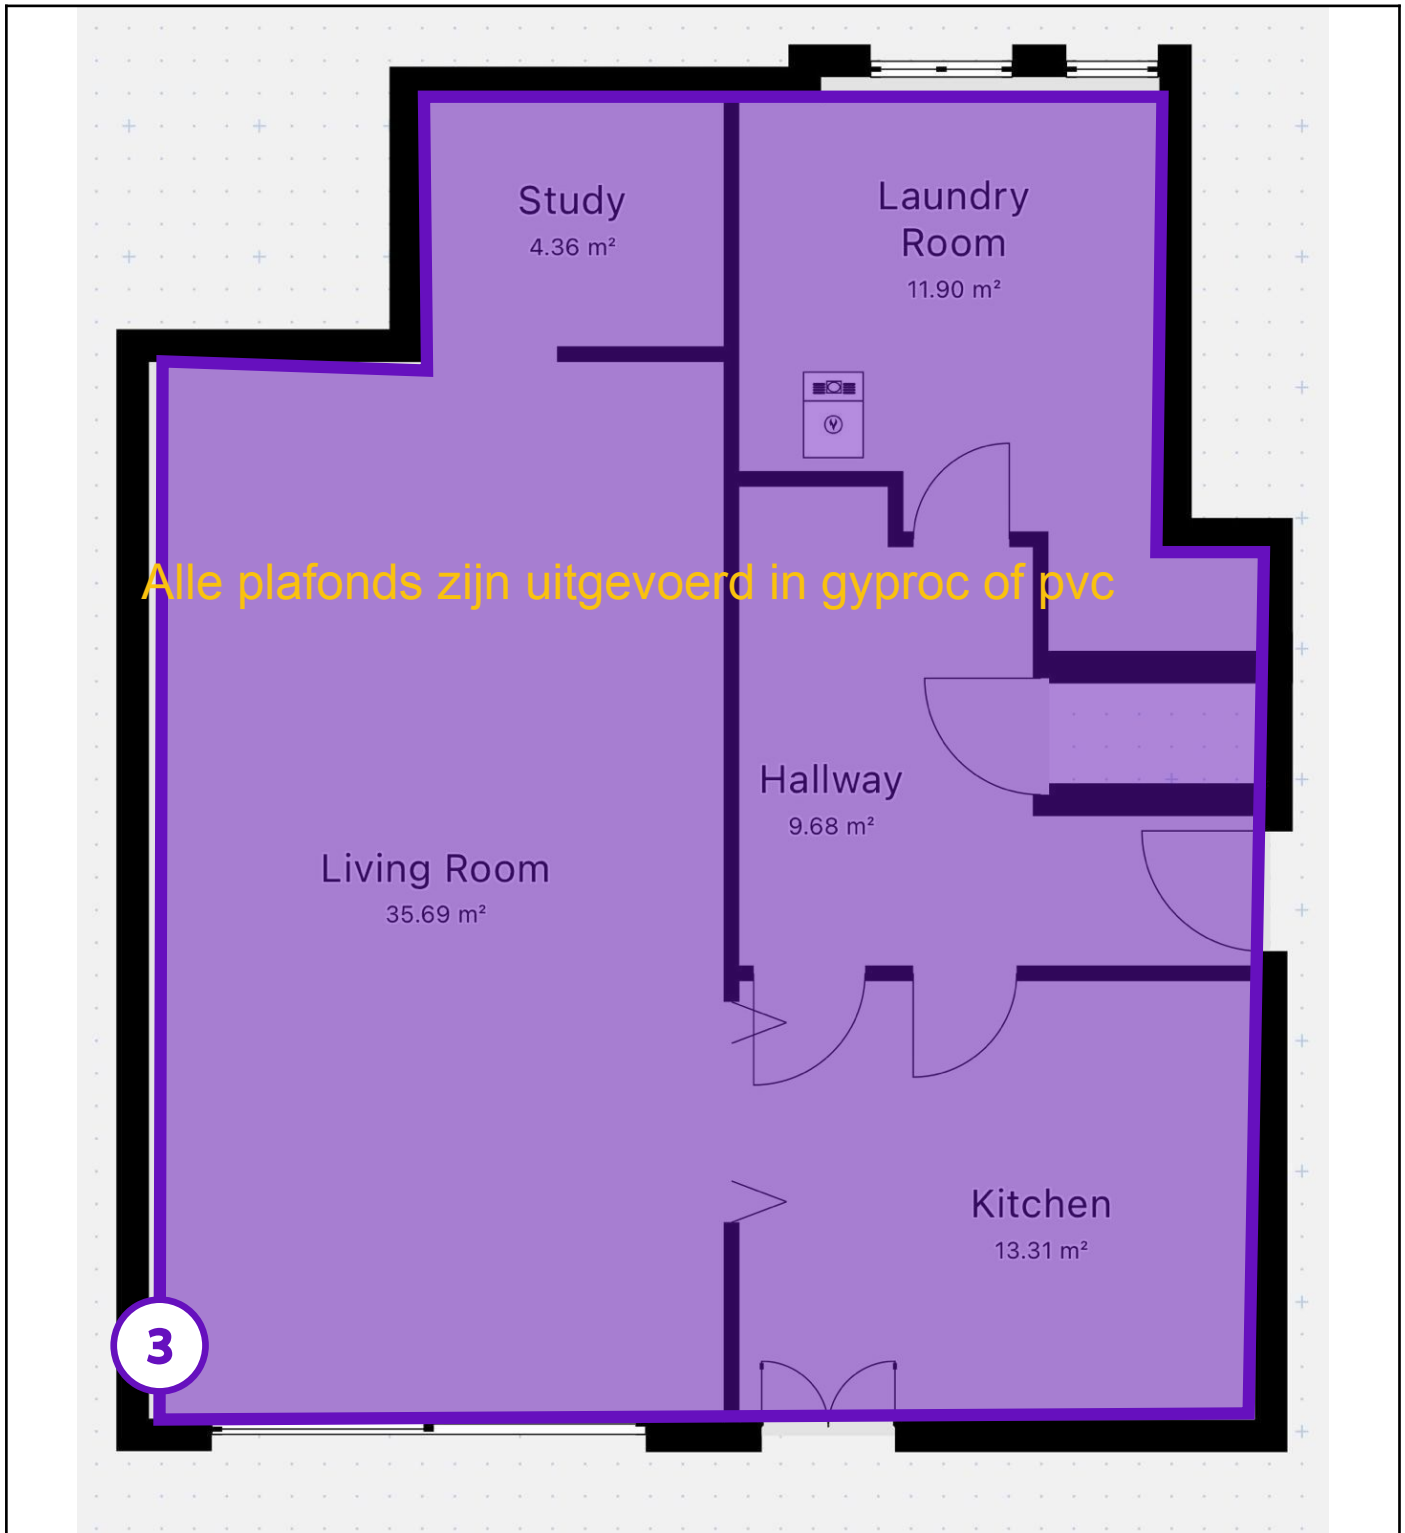 Study
4.36 m²
Laundry
Room
11.90 m²
Alle plafonds zijn uitgevoerd in gyproc of pvc
Hallway
9.68 m²
Living Room
35.69 m²
Kitchen
13.31 m²
3